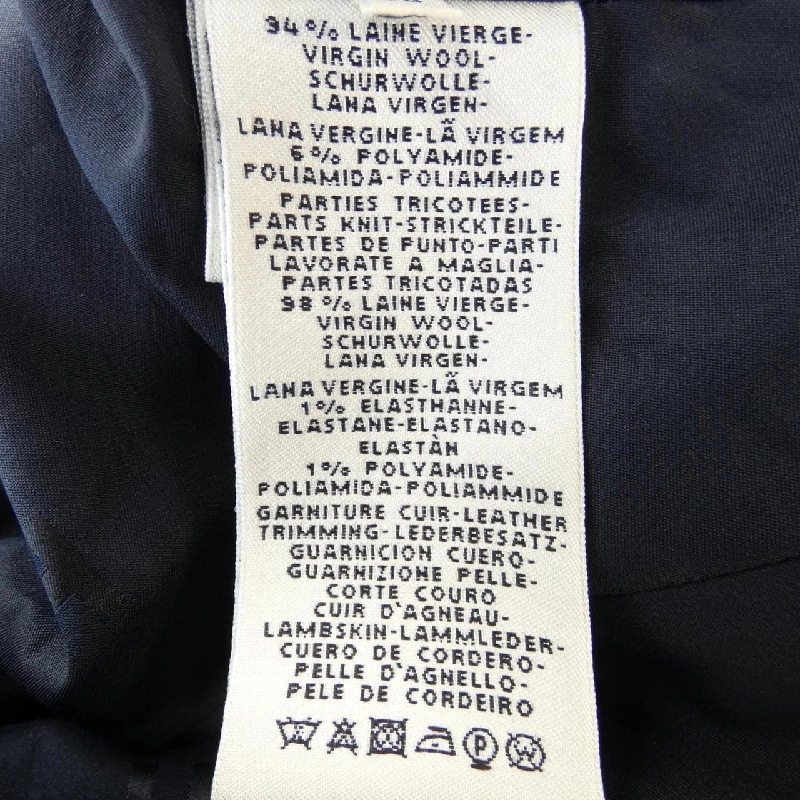 94% LAINE VIERGE-
VIRGIN WOOL-
SCHURWOLLE-
LANA VIRGEN-
LANA VERGINE-LÃ VIRGEM
6% POLYAMIDE-
POLIAMIDA-POLIAMMIDE
PARTIES TRICOTEES-
PARTS KNIT-STRICKTEILE-
PARTES DE PUNTO-PARTI
LAVORATE A MAGLIA-
PARTES TRICOTADAS
98% LAINE VIERGE-
VIRGIN WOOL-
SCHURWOLLE-
LANA VIRGEN-
LANA VERGINE-LÃ VIRGEM
1% ELASTHANNE-
ELASTANE-ELASTANO-
ELASTÀN
1% POLYAMIDE-
POLIAMIDA-POLIAMMIDE
GARNITURE CUIR-LEATHER
TRIMMING-LEDERBESATZ-
GUARNICION CUERO-
GUARNIZIONE PELLE-
CORTE COURO
CUIR D'AGNEAU-
LAMBSKIN-LAMMLEDER-
CUERO DE CORDERO-
PELLE D'AGNELLO-
PELE DE CORDEIRO
P W